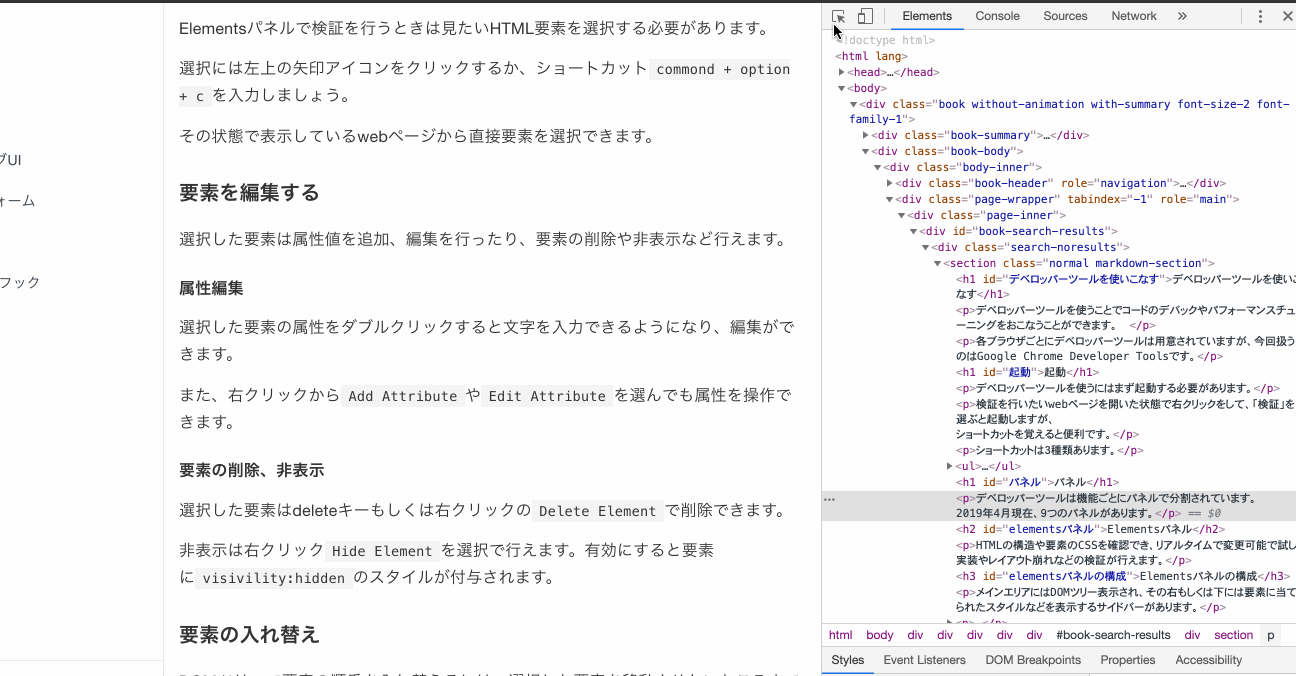 Elementsパネルで検証を行うときは見たいHTML要素を選択する必要があります。
選択には左上の矢印アイコンをクリックするか、ショートカット commond + option
+ c を入力しましょう。
その状態で表示しているwebページから直接要素を選択できます。
ブUI
ォーム
フック
要素を編集する
選択した要素は属性値を追加、編集を行ったり、要素の削除や非表示など行えます。
属性編集
選択した要素の属性をダブルクリックすると文字を入力できるようになり、編集がで
きます。
また、右クリックから Add Attribute や Edit Attribute を選んでも属性を操作で
きます。
要素の削除、非表示
選択した要素はdeleteキーもしくは右クリックの Delete Element で削除できます。
非表示は右クリック Hide Element を選択で行えます。有効にすると要素
に visivility:hidden のスタイルが付与されます。
要素の入れ替え
Elements Console Sources Network »
!doctype html>
<html lang>
<head>…</head>
<body>
<div class="book without-animation with-summary font-size-2 font-
family-1">
<div class="book-summary">…</div>
<div class="book-body">
<div class="body-inner">
<div class="book-header" role="navigation">…</div>
<div class="page-wrapper" tabindex="-1" role="main">
<div class="page-inner">
<div id="book-search-results">
<div class="search-noresults">
<section class="normal markdown-section">
<h1 id="デベロッパーツールを使いこなす">デベロッパーツールを使いこ
なす</h1>
<p>デベロッパーツールを使うことでコードのデバックやパフォーマンスチュ
ーニングをおこなうことができます。 </p>
<p>各ブラウザごとにデベロッパーツールは用意されていますが、今回扱う
のはGoogle Chrome Developer Toolsです。</p>
<h1 id="起動">起動</h1>
<p>デベロッパーツールを使うにはまず起動する必要があります。</p>
<p>検証を行いたいwebページを開いた状態で右クリックをして、「検証」を
選ぶと起動しますが、
ショートカットを覚えると便利です。</p>
<p>ショートカットは3種類あります。</p>
<ul>…</ul>
<h1 id="パネル">パネル</h1>
<p>デベロッパーツールは機能ごとにパネルで分割されています。
2019年4月現在、9つのパネルがあります。</p> == $0
<h2 id="elementsパネル">Elementsパネル</h2>
<p>HTMLの構造や要素のCSSを確認でき、リアルタイムで変更可能で試し
実装やレイアウト崩れなどの検証が行えます。</p>
<h3 id="elementsパネルの構成">Elementsパネルの構成</h3>
<p>メインエリアにはDOMツリー表示され、その右もしくは下には要素に当て
られたスタイルなどを表示するサイドバーがあります。</p>
html body div div div div div #book-search-results div section p
Styles Event Listeners DOM Breakpoints Properties Accessibility